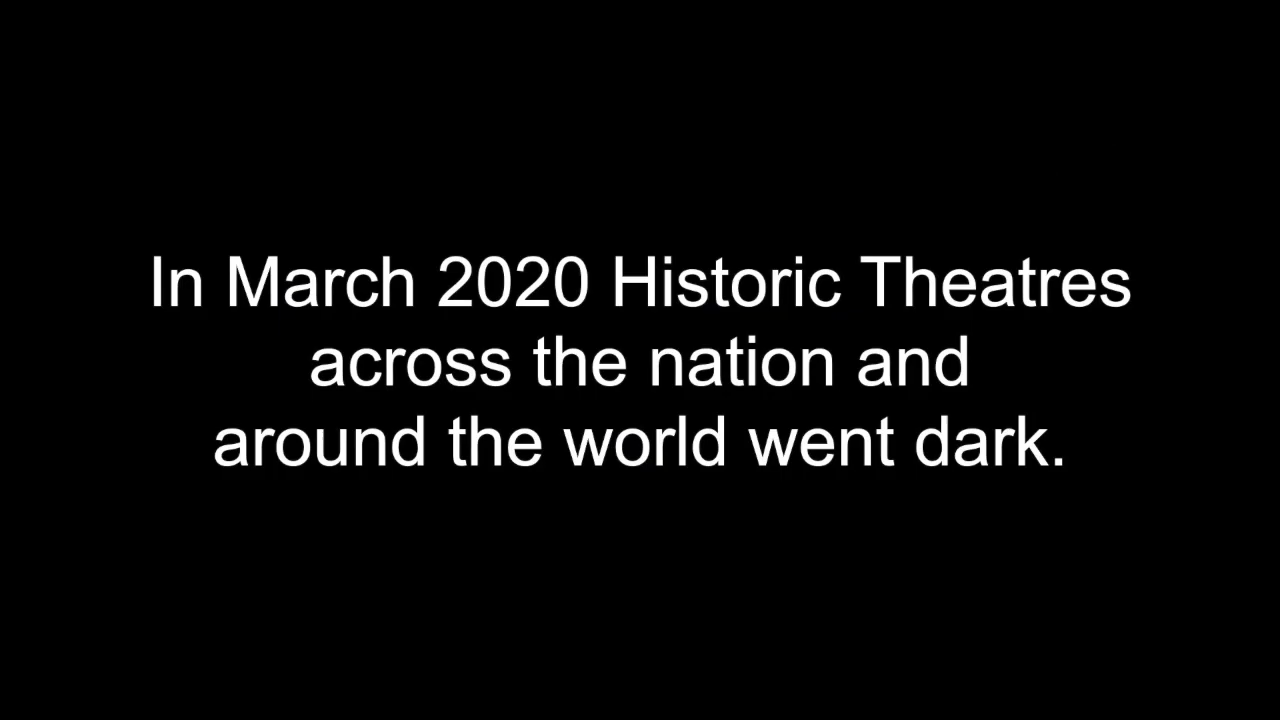 In March 2020 Historic Theatres
across the nation and
around the world went dark.